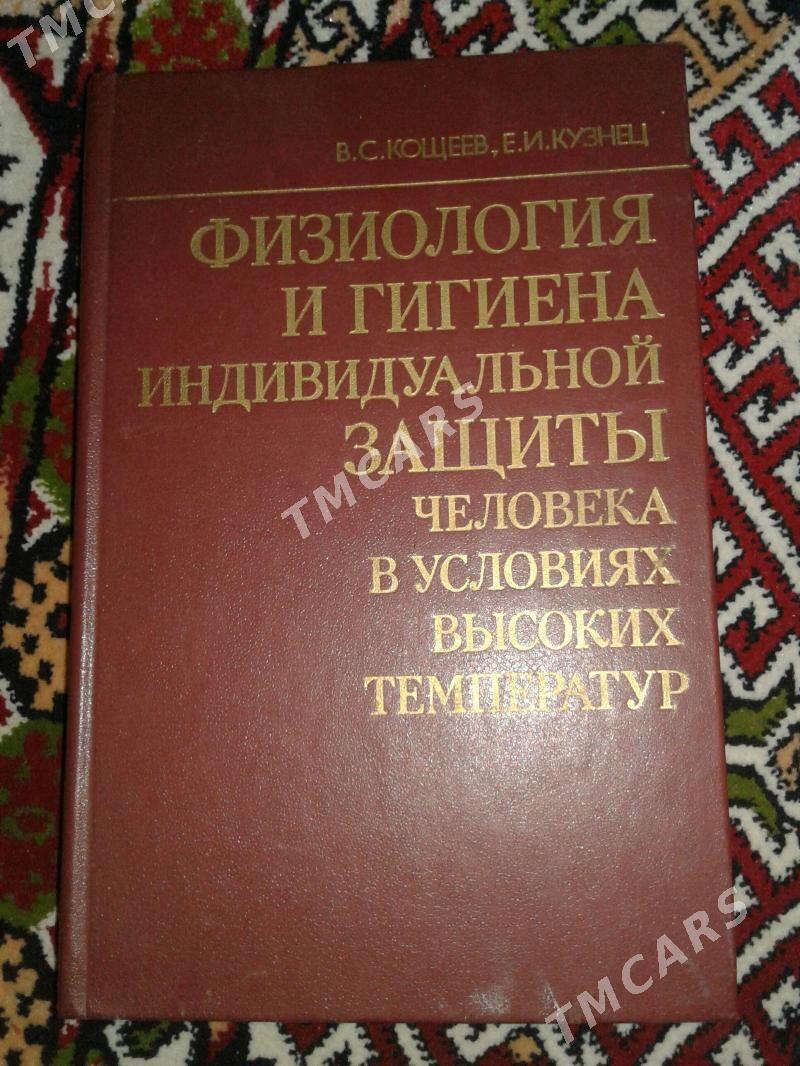 TMCARS
В.С.КОЩЕЕВ, Е.И.КУЗНЕЦ
ФИЗИОЛОГИЯ
И ГИГИЕНА
ИНДИВИДУАЛЬНОЙ
ЗАЩИТЫ
TMCARS
ЧЕЛОВЕКА
В УСЛОВИЯХ
ВЫСОКИХ
ТЕМПЕРАТУР
TMCARS